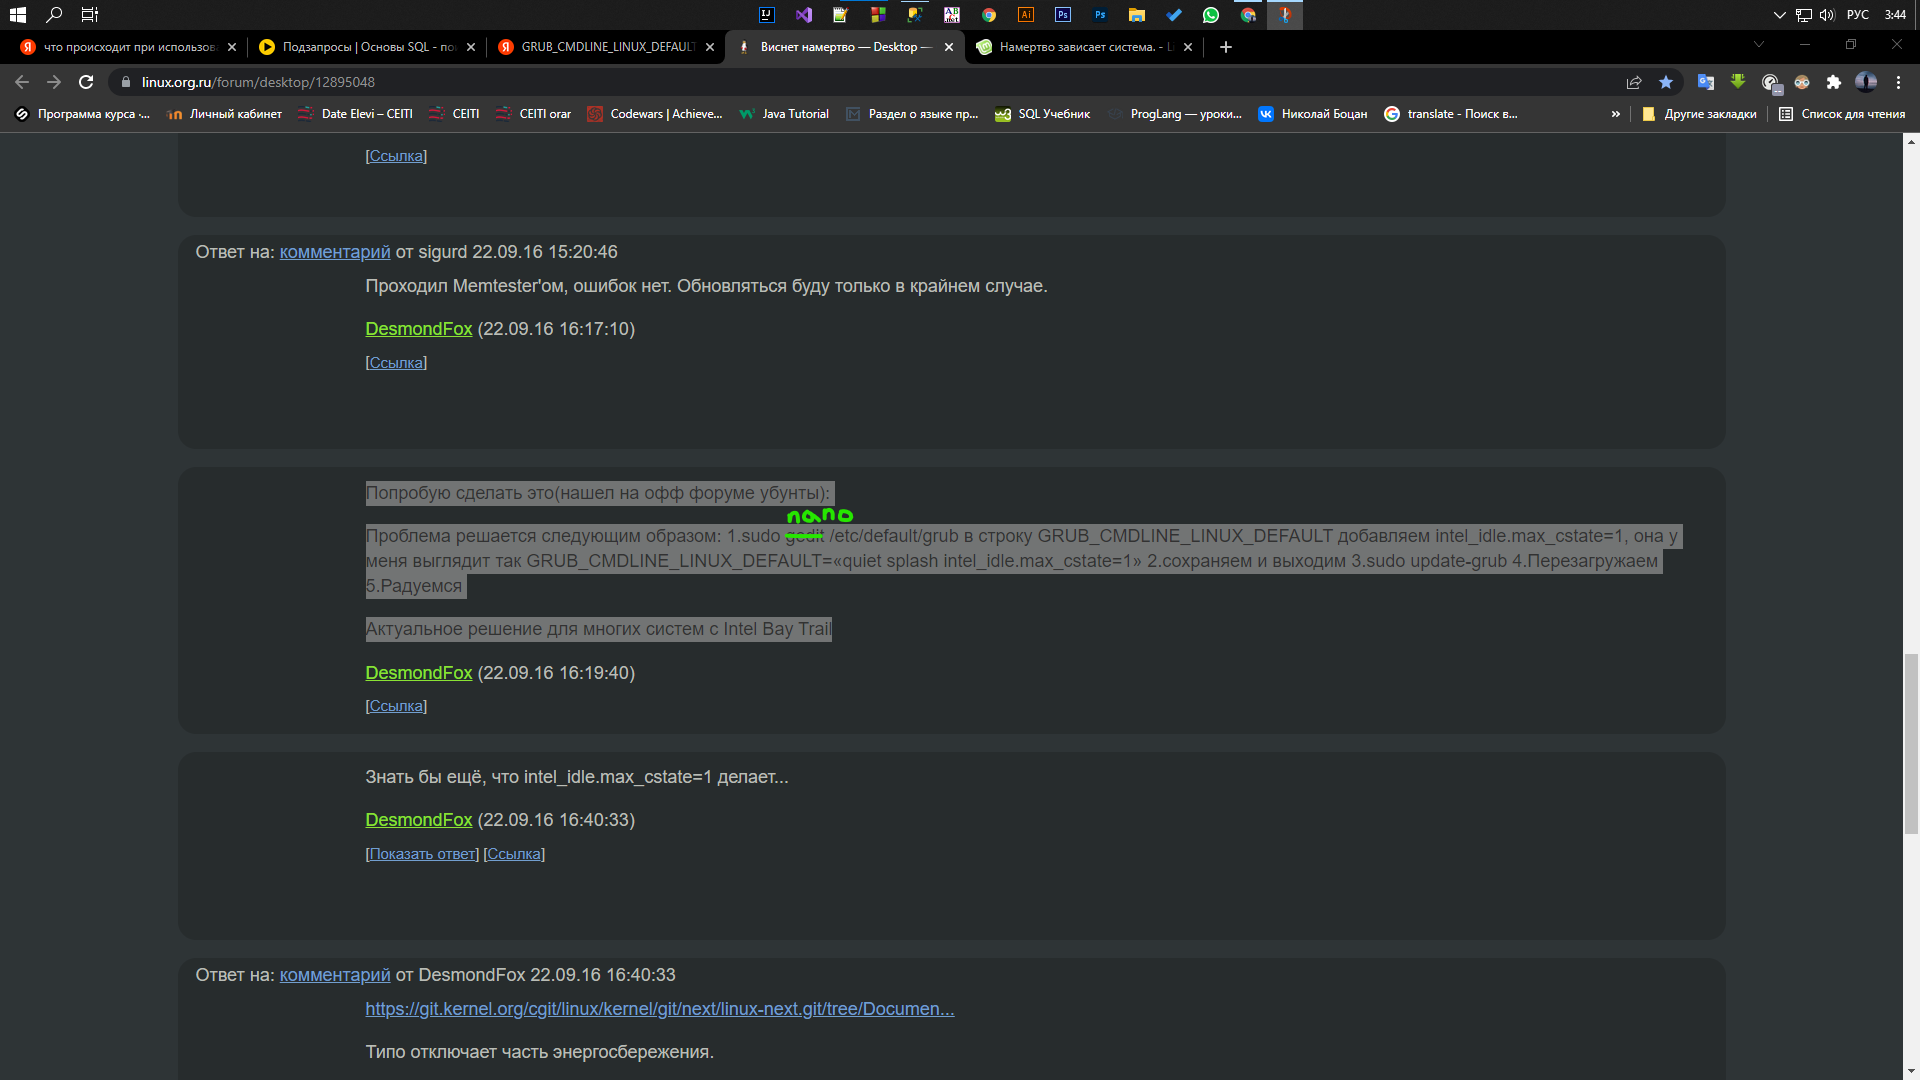 РУС
3:44
что происходит при использов
Подзапросы | Основы SQL - по
GRUB_CMDLINE_LINUX_DEFAULT
Виснет намертво — Desktop —
Намертво зависает система. - L
linux.org.ru/forum/desktop/12895048
Программа курса -...
Личный кабинет
Date Elevi – CEITI
CEITI
CEITI orar
Codewars | Achieve...
Java Tutorial
Раздел о языке пр...
SQL Учебник
ProgLang — уроки...
Николай Боцан
translate - Поиск в...
»
Другие закладки
Список для чтения
[Ссылка]
Ответ на: комментарий от sigurd 22.09.16 15:20:46
Проходил Memtester'ом, ошибок нет. Обновляться буду только в крайнем случае.
DesmondFox (22.09.16 16:17:10)
[Ссылка]
Попробую сделать это(нашел на офф форуме убунты):
nano
Проблема решается следующим образом: 1.sudo gedit /etc/default/grub в строку GRUB_CMDLINE_LINUX_DEFAULT добавляем intel_idle.max_cstate=1, она у
меня выглядит так GRUB_CMDLINE_LINUX_DEFAULT=«quiet splash intel_idle.max_cstate=1» 2.сохраняем и выходим 3.sudo update-grub 4.Перезагружаем
5.Радуемся
Актуальное решение для многих систем с Intel Bay Trail
DesmondFox (22.09.16 16:19:40)
[Ссылка]
Знать бы ещё, что intel_idle.max_cstate=1 делает...
DesmondFox (22.09.16 16:40:33)
[Показать ответ] [Ссылка]
Ответ на: комментарий от DesmondFox 22.09.16 16:40:33
https://git.kernel.org/cgit/linux/kernel/git/next/linux-next.git/tree/Documen...
Типо отключает часть энергосбережения.